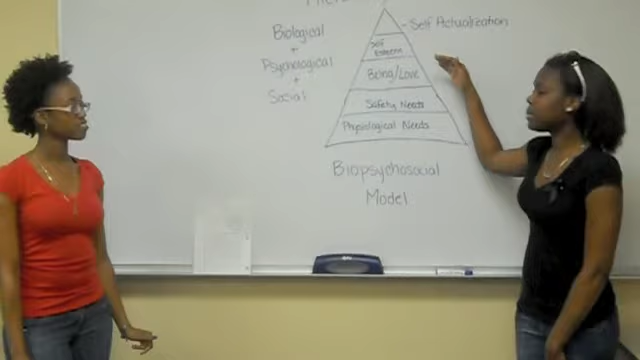 Biological
+
Psychological
+
Social
Self Actualization
Self
Esteem
Being/Love
Safety Needs
Physiological Needs
Biopsychosocial
Model